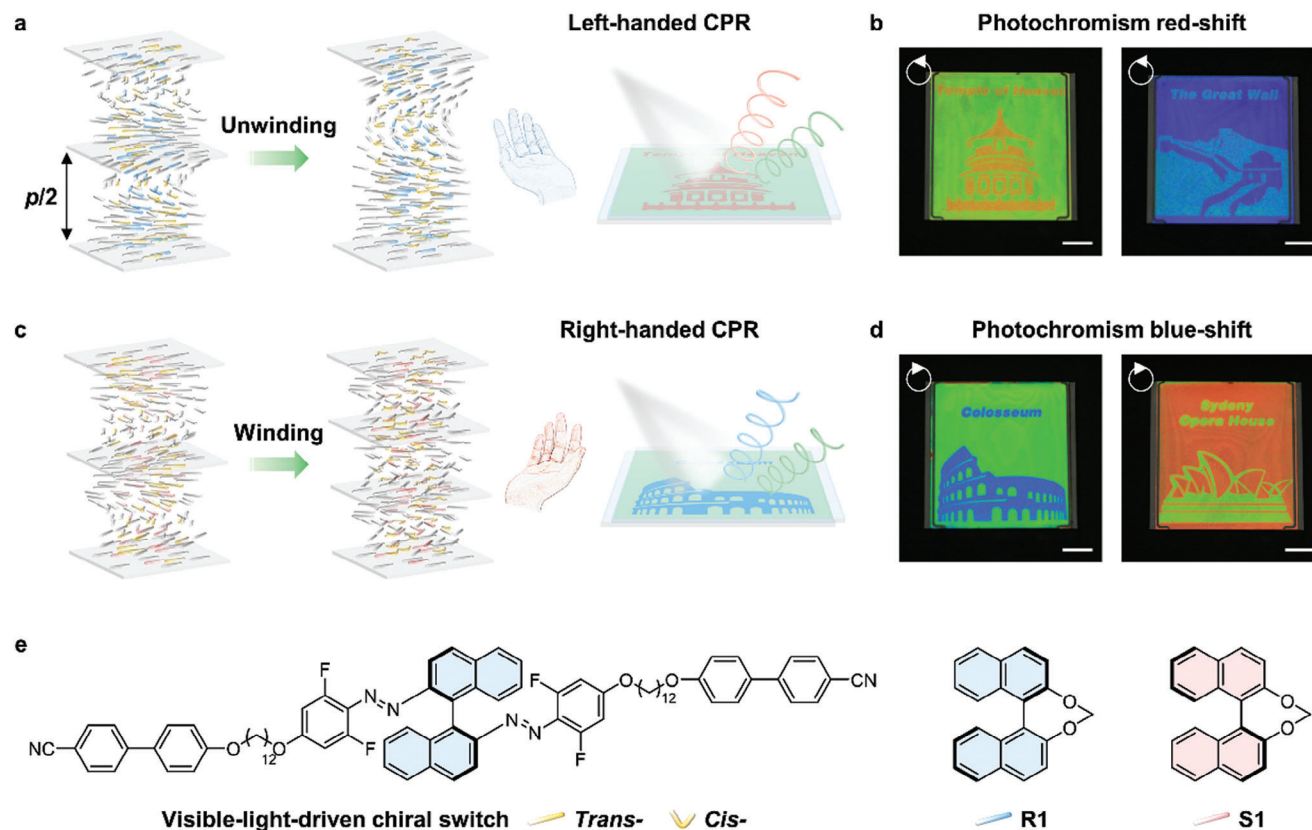 a
Left-handed CPR
b
Photochromism red-shift
Unwinding
p/2
Temple of Heaven
The Great Wall
c
Right-handed CPR
d
Photochromism blue-shift
Winding
Colosseum
Sydeny
Opera House
e
F
N
N
O
O
12
CN
F
F
N
N
NC
O
12
O
F
Visible-light-driven chiral switch
Trans-
Cis-
O
O
R1
O
O
S1